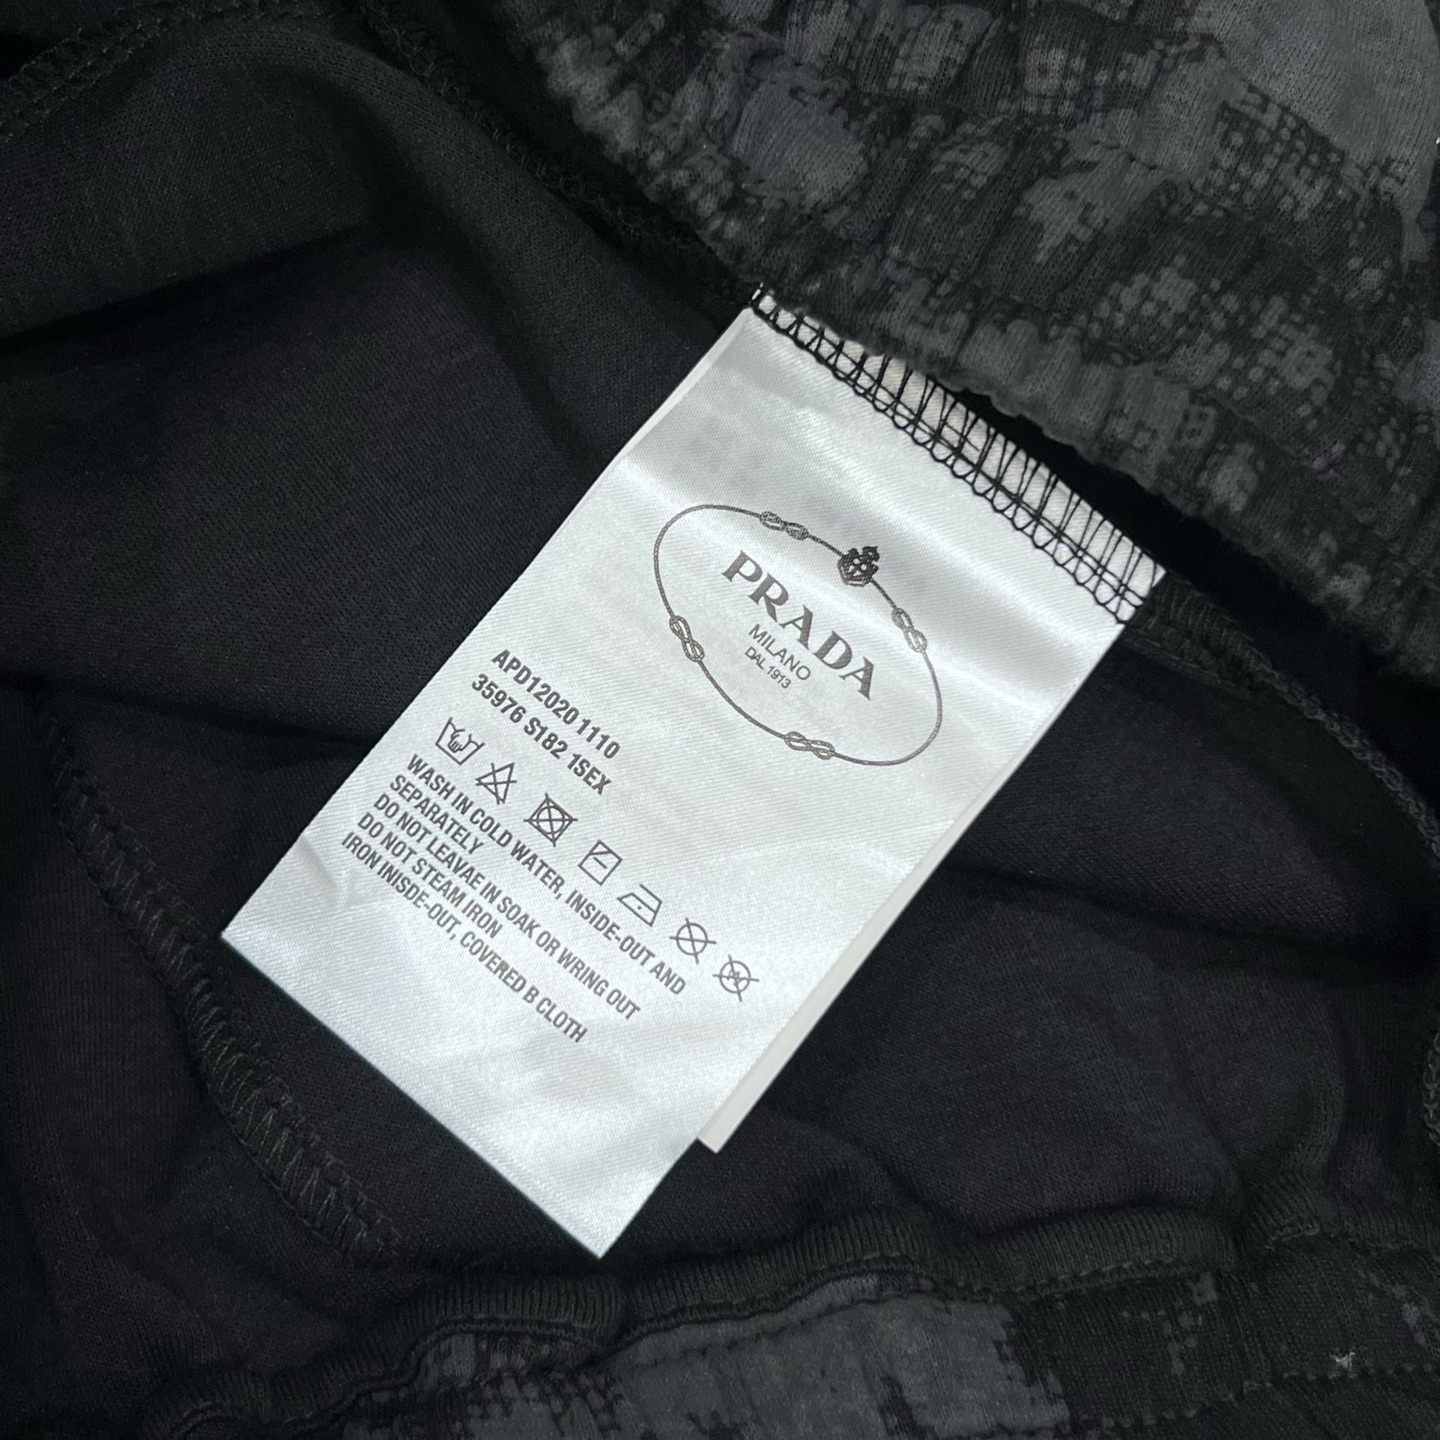 PRADA
MILANO
DAL 1913
APD12020 1110
35976 S182 1SEX
WASH IN COLD WATER, INSIDE-OUT AND
SEPARATELY
DO NOT LEAVAE IN SOAK OR WRING OUT
DO NOT STEAM IRON
IRON INISDE-OUT, COVERED B CLOTH